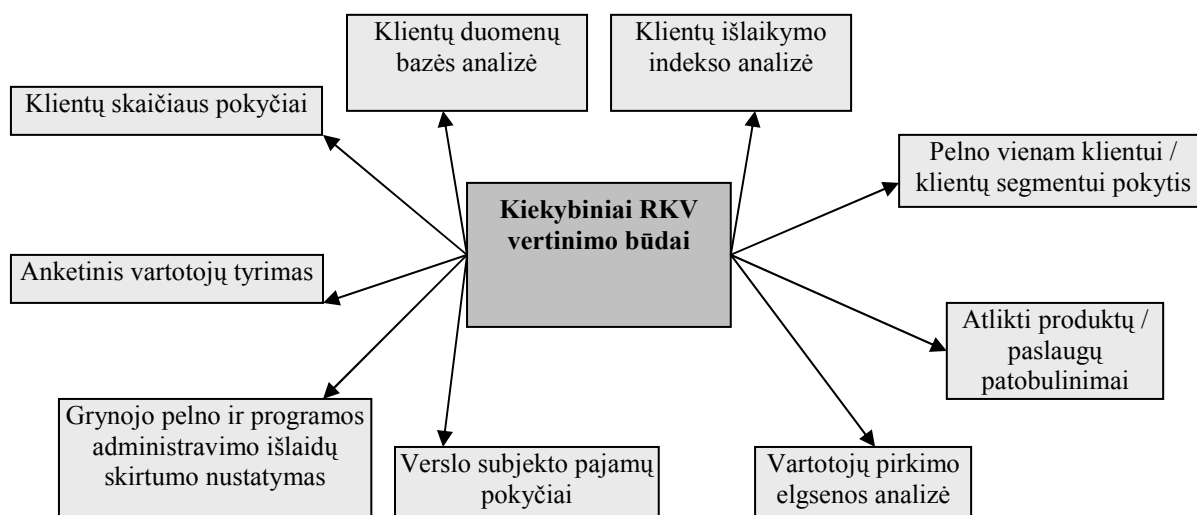 Klientų duomenų
bazės analizė
Klientų išlaikymo
indekso analizė
Klientų skaičiaus pokyčiai
Pelno vienam klientui /
klientų segmentui pokytis
Kiekybiniai RKV
vertinimo būdai
Anketinis vartotojų tyrimas
Atlikti produktų /
paslaugų
patobulinimai
Grynojo pelno ir programos
administravimo išlaidų
skirtumo nustatymas
Verslo subjekto pajamų
pokyčiai
Vartotojų pirkimo
elgsenos analizė